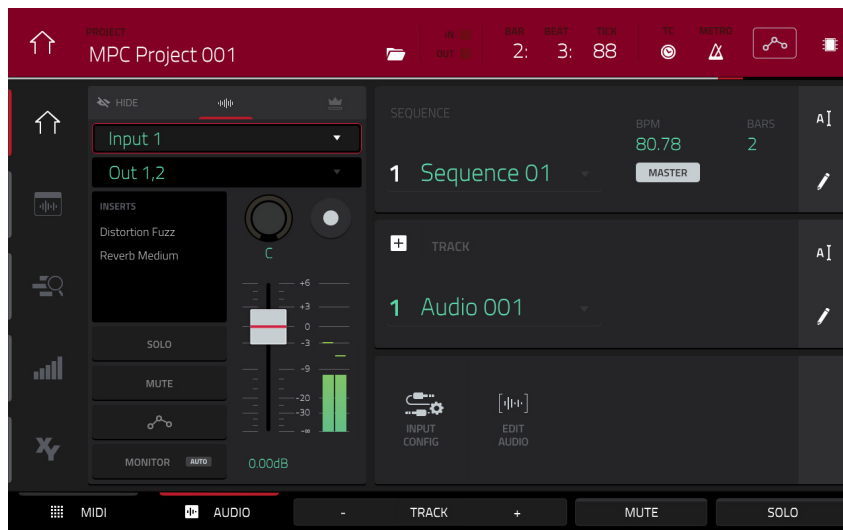 PROJECT
MPC Project 001
IN
OUT
BAR BEAT TICK
2: 3: 88
TC
METRO
HIDE
Input 1
Out 1,2
INSERTS
Distortion Fuzz
Reverb Medium
C
+6
+3
0
-3
-9
-20
-30
-∞
SOLO
MUTE
MONITOR AUTO
0.00dB
SEQUENCE
1 Sequence 01
BPM
80.78
MASTER
BARS
2
A
TRACK
1 Audio 001
A
INPUT
CONFIG
EDIT
AUDIO
XY
MIDI AUDIO - TRACK + MUTE SOLO